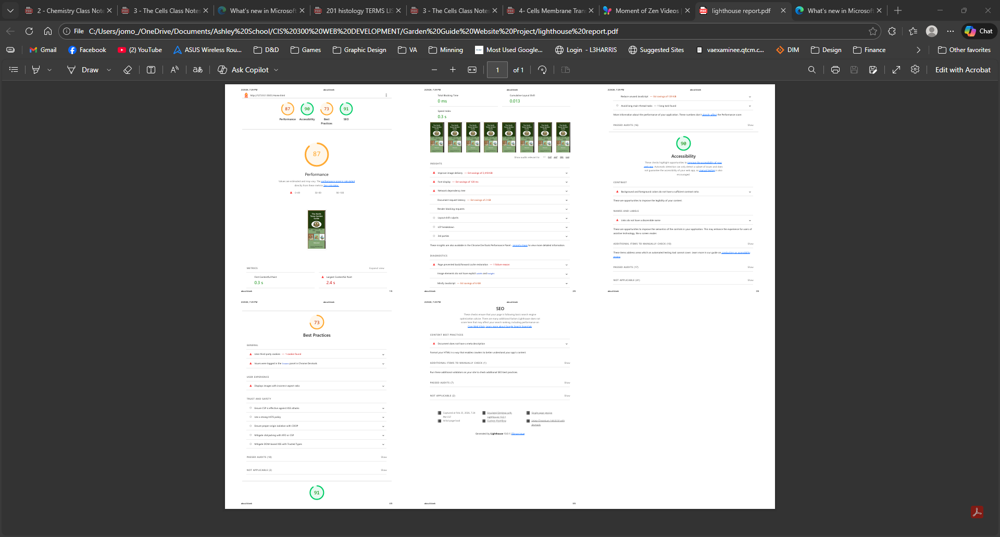 2 - Chemistry Class Note
3 - The Cells Class Notes
What's new in Microsoft
201 histology TERMS LIS
3 - The Cells Class Notes
4- Cells Membrane Tran
Moment of Zen Videos |
lighthouse report.pdf
What's new in Microsoft
File
C:/Users/jomo_/OneDrive/Documents/Ashley%20School/CIS%20300%20WEB%20DEVELOPMENT/Garden%20Guide%20Website%20Project/lighthouse%20report.pdf
Chat
Gmail
Facebook
(2) YouTube
ASUS Wireless Rou...
D&D
Games
Graphic Design
VA
Minning
Most Used Google...
Login - L3HARRIS
Suggested Sites
vaexaminee.qtcm.c...
DIM
Design
Finance
Other favorites
Draw
Ask Copilot
1
of 1
Edit with Acrobat
2/25/26, 7:29 PM
about:blank
http://127.0.0.1:5501/Home.html
87
90
73
91
Performance
Accessibility
Best
Practices
SEO
87
Performance
Values are estimated and may vary. The performance score is calculated
directly from these metrics. See calculator.
0–49
50–89
90–100
The North
Texas Garden
Guide
METRICS
Expand view
First Contentful Paint
0.3 s
Largest Contentful Paint
2.4 s
about:blank
1/5
2/25/26, 7:29 PM
about:blank
Total Blocking Time
0 ms
Cumulative Layout Shift
0.013
Speed Index
0.3 s
Show audits relevant to:
FCP
LCP
TBT
CLS
INSIGHTS
Improve image delivery — Est savings of 2,418 KiB
Font display — Est savings of 120 ms
Network dependency tree
Document request latency — Est savings of 2 KiB
Render blocking requests
Layout shift culprits
LCP breakdown
3rd parties
These insights are also available in the Chrome DevTools Performance Panel - record a trace to view more detailed information.
DIAGNOSTICS
Page prevented back/forward cache restoration — 1 failure reason
Image elements do not have explicit width and height
Minify JavaScript — Est savings of 6 KiB
about:blank
2/5
2/25/26, 7:29 PM
about:blank
Reduce unused JavaScript — Est savings of 139 KiB
Avoid long main-thread tasks — 1 long task found
More information about the performance of your application. These numbers don't directly affect the Performance score.
PASSED AUDITS (16)
Show
90
Accessibility
These checks highlight opportunities to improve the accessibility of your
web app. Automatic detection can only detect a subset of issues and does
not guarantee the accessibility of your web app, so manual testing is also
encouraged.
CONTRAST
Background and foreground colors do not have a sufficient contrast ratio.
These are opportunities to improve the legibility of your content.
NAMES AND LABELS
Links do not have a discernible name
These are opportunities to improve the semantics of the controls in your application. This may enhance the experience for users of
assistive technology, like a screen reader.
ADDITIONAL ITEMS TO MANUALLY CHECK (10)
Show
These items address areas which an automated testing tool cannot cover. Learn more in our guide on conducting an accessibility
review.
PASSED AUDITS (17)
Show
NOT APPLICABLE (41)
Show
about:blank
3/5
2/25/26, 7:29 PM
about:blank
73
Best Practices
GENERAL
Uses third-party cookies — 1 cookie found
Issues were logged in the Issues panel in Chrome Devtools
USER EXPERIENCE
Displays images with incorrect aspect ratio
TRUST AND SAFETY
Ensure CSP is effective against XSS attacks
Use a strong HSTS policy
Ensure proper origin isolation with COOP
Mitigate clickjacking with XFO or CSP
Mitigate DOM-based XSS with Trusted Types
PASSED AUDITS (10)
Show
NOT APPLICABLE (2)
Show
91
about:blank
4/5
2/25/26, 7:29 PM
about:blank
SEO
These checks ensure that your page is following basic search engine
optimization advice. There are many additional factors Lighthouse does not
score here that may affect your search ranking, including performance on
Core Web Vitals. Learn more about Google Search Essentials.
CONTENT BEST PRACTICES
Document does not have a meta description
Format your HTML in a way that enables crawlers to better understand your app's content.
ADDITIONAL ITEMS TO MANUALLY CHECK (1)
Show
Run these additional validators on your site to check additional SEO best practices.
PASSED AUDITS (7)
Show
NOT APPLICABLE (2)
Show
Captured at Feb 25, 2026, 7:24
PM CST
Initial page load
Emulated Desktop with
Lighthouse 13.0.1
Custom throttling
Single page session
Using Chromium 144.0.0.0 with
devtools
Generated by Lighthouse 13.0.1 | File an issue
about:blank
5/5